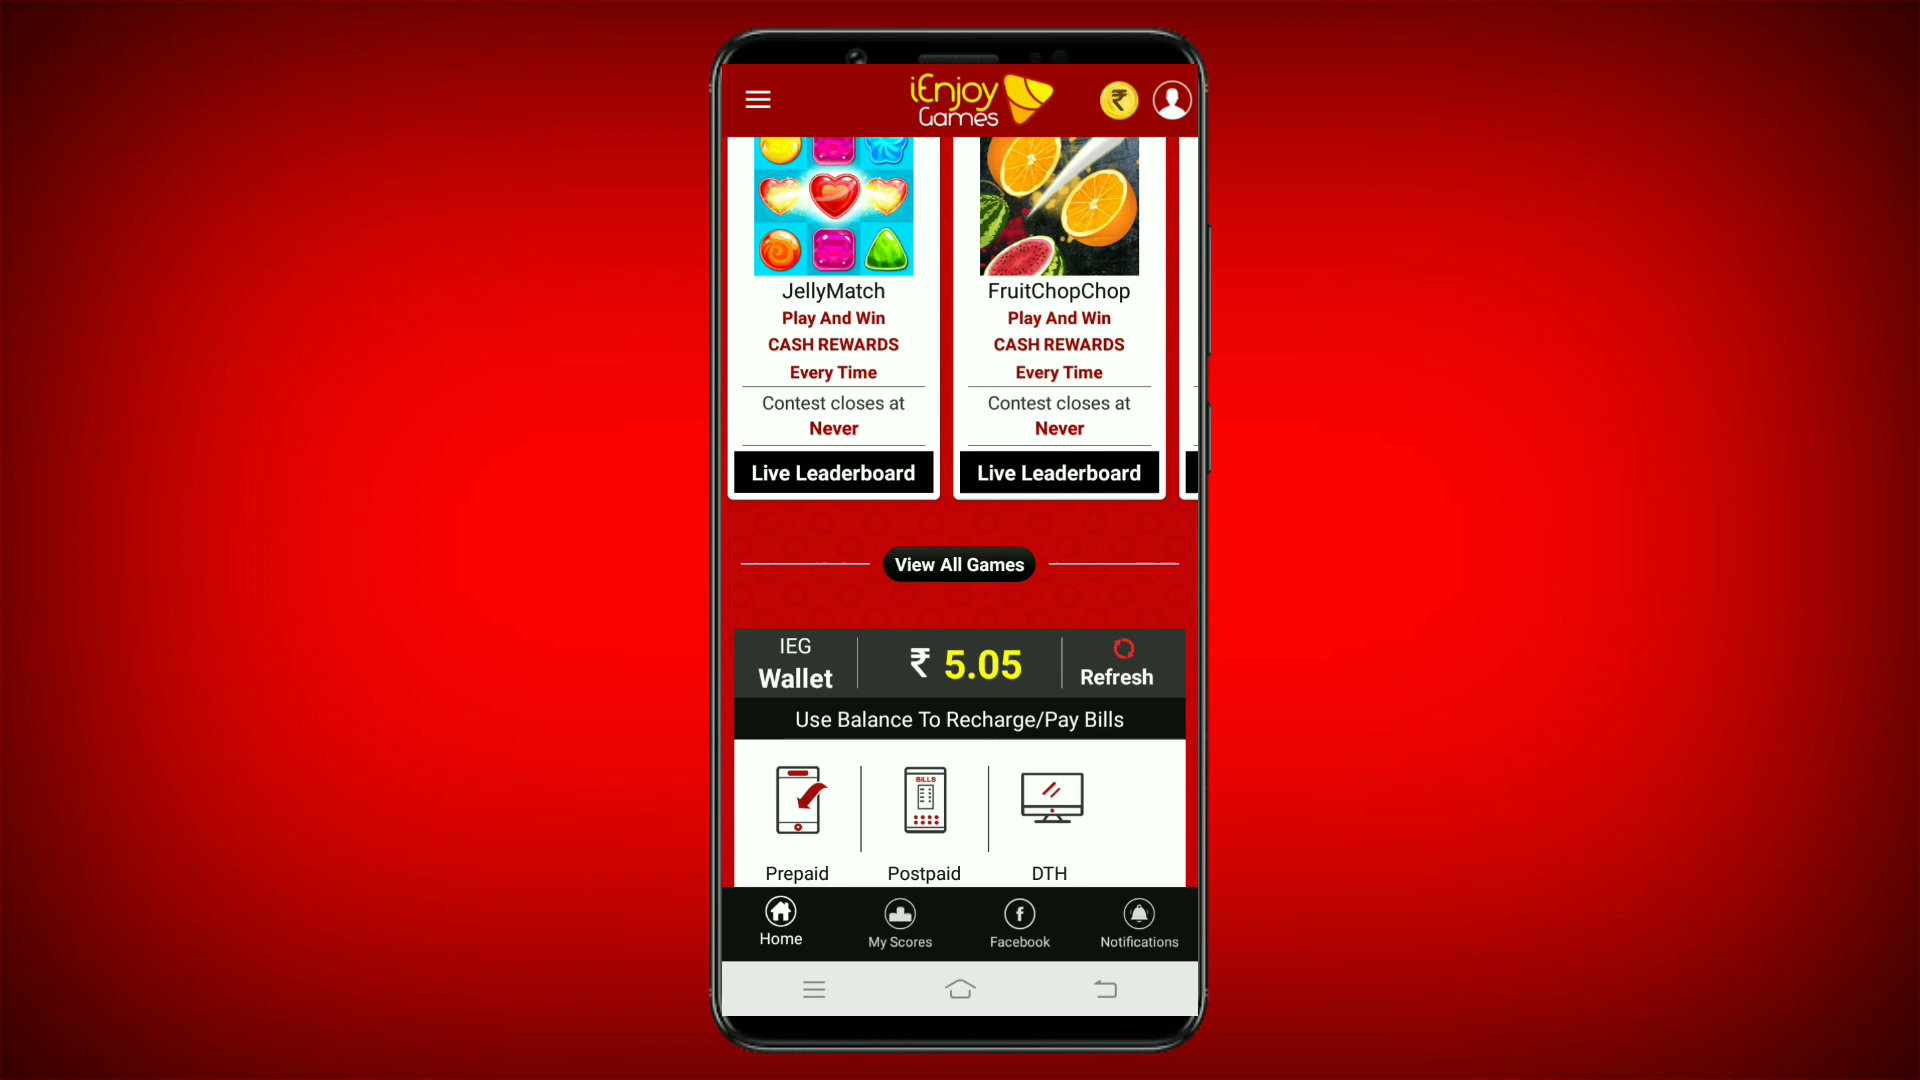 iEnjoy
Games
JellyMatch
Play And Win
CASH REWARDS
Every Time
Contest closes at
Never
Live Leaderboard
FruitChopChop
Play And Win
CASH REWARDS
Every Time
Contest closes at
Never
Live Leaderboard
View All Games
IEG
Wallet
₹ 5.05
Refresh
Use Balance To Recharge/Pay Bills
BILLS
Prepaid
Postpaid
DTH
Home
My Scores
Facebook
Notifications